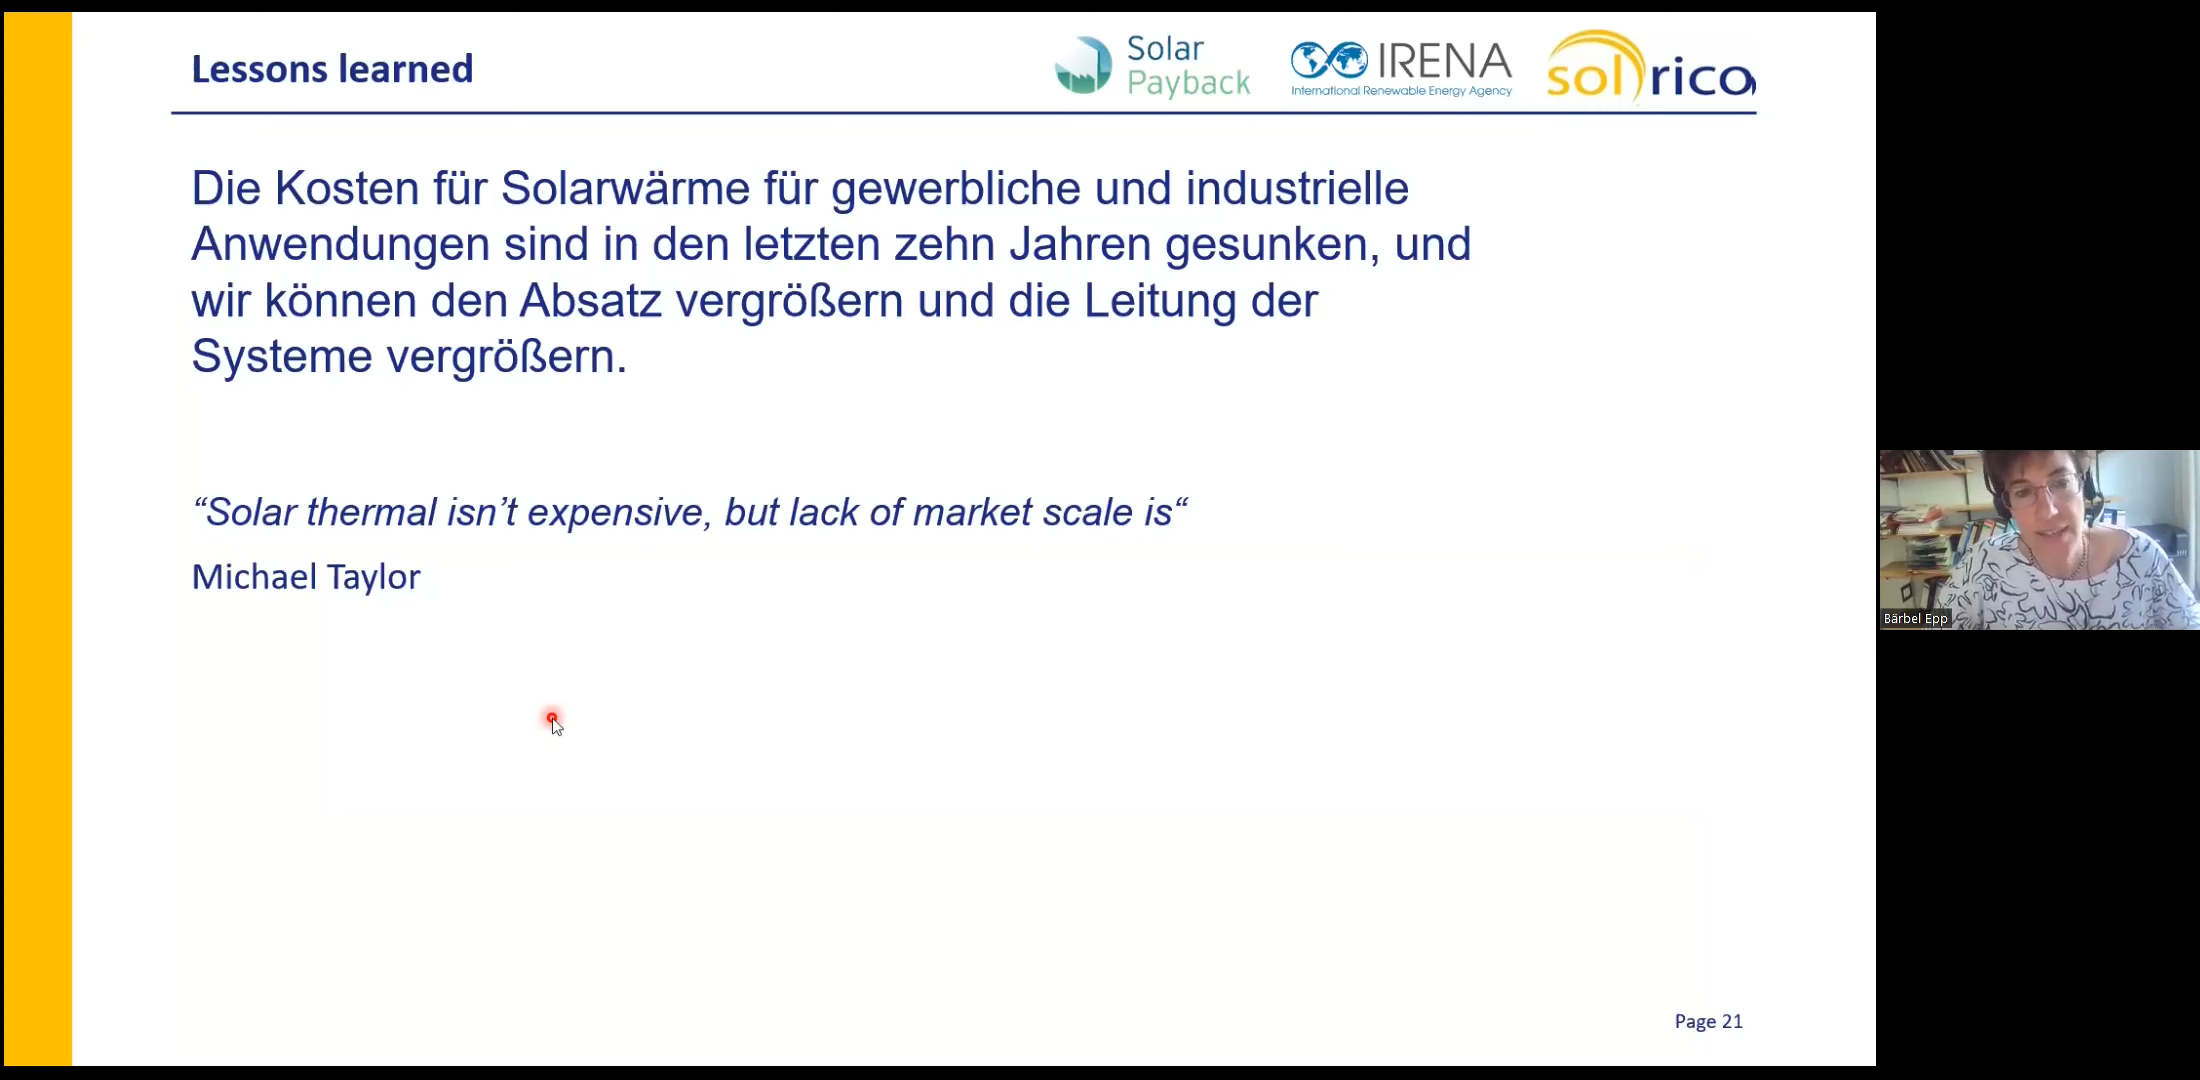 Lessons learned
Solar
Payback
IRENA
International Renewable Energy Agency
solrico
Die Kosten für Solarwärme für gewerbliche und industrielle
Anwendungen sind in den letzten zehn Jahren gesunken, und
wir können den Absatz vergrößern und die Leitung der
Systeme vergrößern.
“Solar thermal isn’t expensive, but lack of market scale is“
Michael Taylor
Bärbel Epp
Page 21